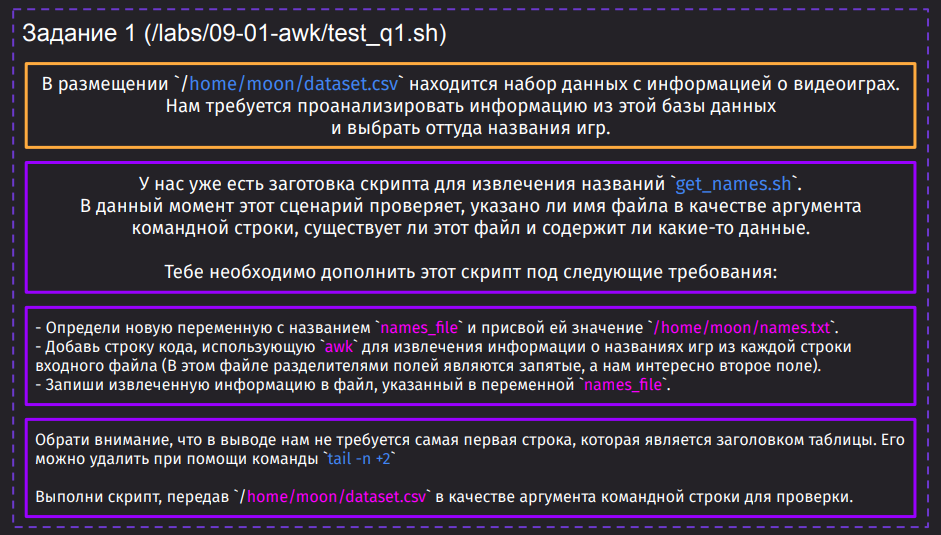 Задание 1 (/labs/09-01-awk/test_q1.sh)
В размещении `/home/moon/dataset.csv` находится набор данных с информацией о видеоиграх.
Нам требуется проанализировать информацию из этой базы данных
и выбрать оттуда названия игр.
У нас уже есть заготовка скрипта для извлечения названий `get_names.sh`.
В данный момент этот сценарий проверяет, указано ли имя файла в качестве аргумента
командной строки, существует ли этот файл и содержит ли какие-то данные.
Тебе необходимо дополнить этот скрипт под следующие требования:
- Определи новую переменную с названием `names_file` и присвой ей значение `/home/moon/names.txt`.
- Добавь строку кода, использующую `awk` для извлечения информации о названиях игр из каждой строки
входного файла (В этом файле разделителями полей являются запятые, а нам интересно второе поле).
- Запиши извлеченную информацию в файл, указанный в переменной `names_file`.
Обрати внимание, что в выводе нам не требуется самая первая строка, которая является заголовком таблицы. Его
можно удалить при помощи команды `tail -n +2`
Выполни скрипт, передав `/home/moon/dataset.csv` в качестве аргумента командной строки для проверки.